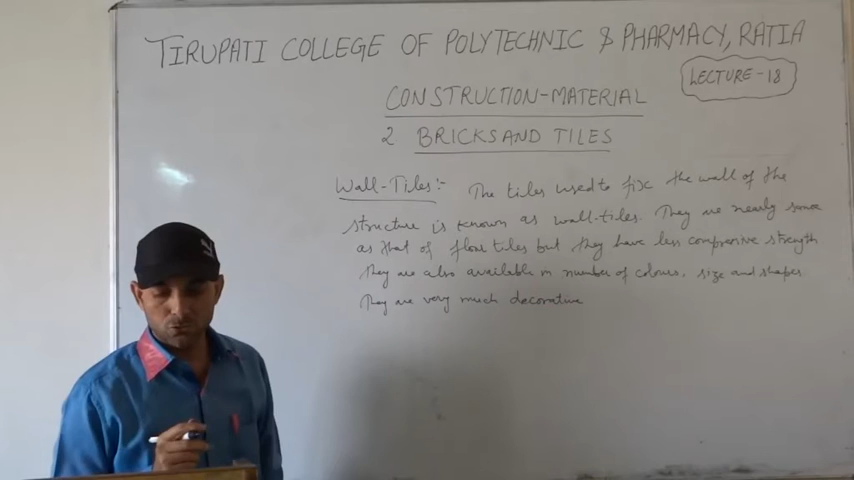 TIRUPATI COLLEGE OF POLYTECHNIC & PHARMACY, RATIA
LECTURE-18
CONSTRUCTION-MATERIAL
2 BRICKS AND TILES
Wall-Tiles:- The tiles used to fix the wall of the
structure is known as wall-tiles. They are nearly same
as that of floor tiles but they have less compressive strength
They are also available in number of colours, size and shapes
They are very much decorative